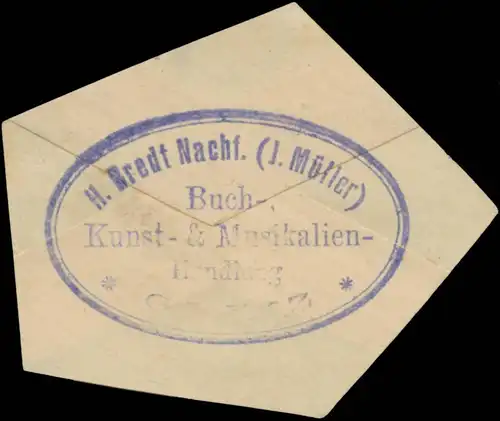 H. Bredt Nachf. (J. Müller)
Buch-
Kunst- & Musikalien-
Handlung